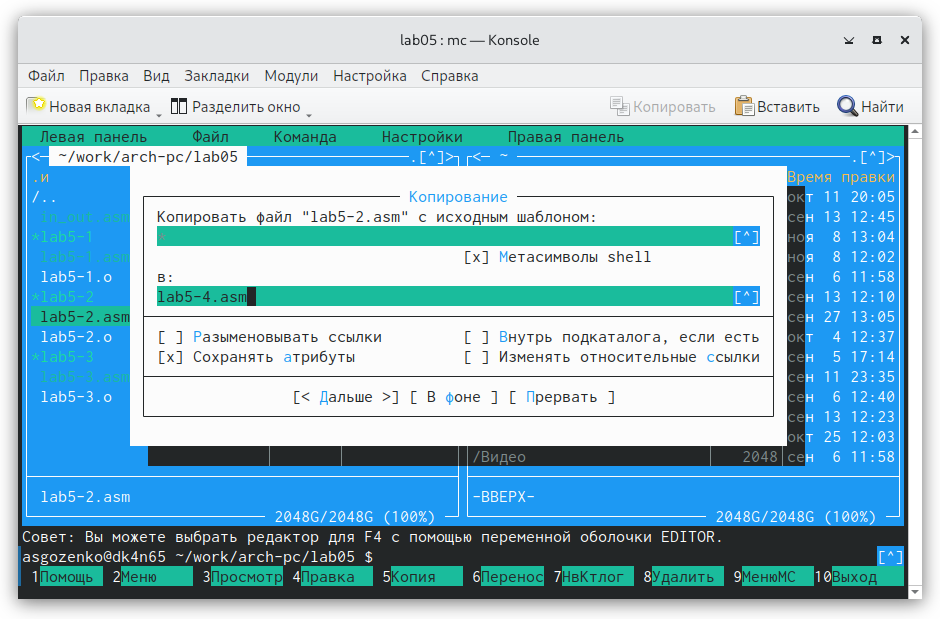 lab05 : mc — Konsole
Файл Правка Вид Закладки Модули Настройка Справка
Новая вкладка Разделить окно Копировать Вставить Найти
Левая панель Файл Команда Настройки Правая панель
<— ~/work/arch-pc/lab05 .[^]> <— ~ .[^]>
.и Время правки
/.. окт 11 20:05
in_out.asm сен 13 12:45
*lab5-1 ноя 8 13:04
lab5-1.asm ноя 8 12:02
lab5-1.o сен 6 11:58
*lab5-2 сен 13 12:10
lab5-2.asm сен 27 13:05
lab5-2.o окт 4 12:37
*lab5-3 сен 5 17:14
lab5-3.asm сен 11 23:35
lab5-3.o сен 6 12:40
сен 13 12:23
окт 25 12:03
/Видео 2048 сен 6 11:58
Копирование
Копировать файл "lab5-2.asm" с исходным шаблоном:
[^]
[x] Метасимволы shell
в:
lab5-4.asm [^]
[ ] Разыменовывать ссылки [ ] Внутрь подкаталога, если есть
[x] Сохранять атрибуты [ ] Изменять относительные ссылки
[< Дальше >] [ В фоне ] [ Прервать ]
lab5-2.asm -ВВЕРХ-
2048G/2048G (100%) 2048G/2048G (100%)
Совет: Вы можете выбрать редактор для F4 с помощью переменной оболочки EDITOR.
asgozenko@dk4n65 ~/work/arch-pc/lab05 $ [^]
1Помощь 2Меню 3Просмотр 4Правка 5Копия 6Перенос 7НвКтлог 8Удалить 9МенюMC 10Выход